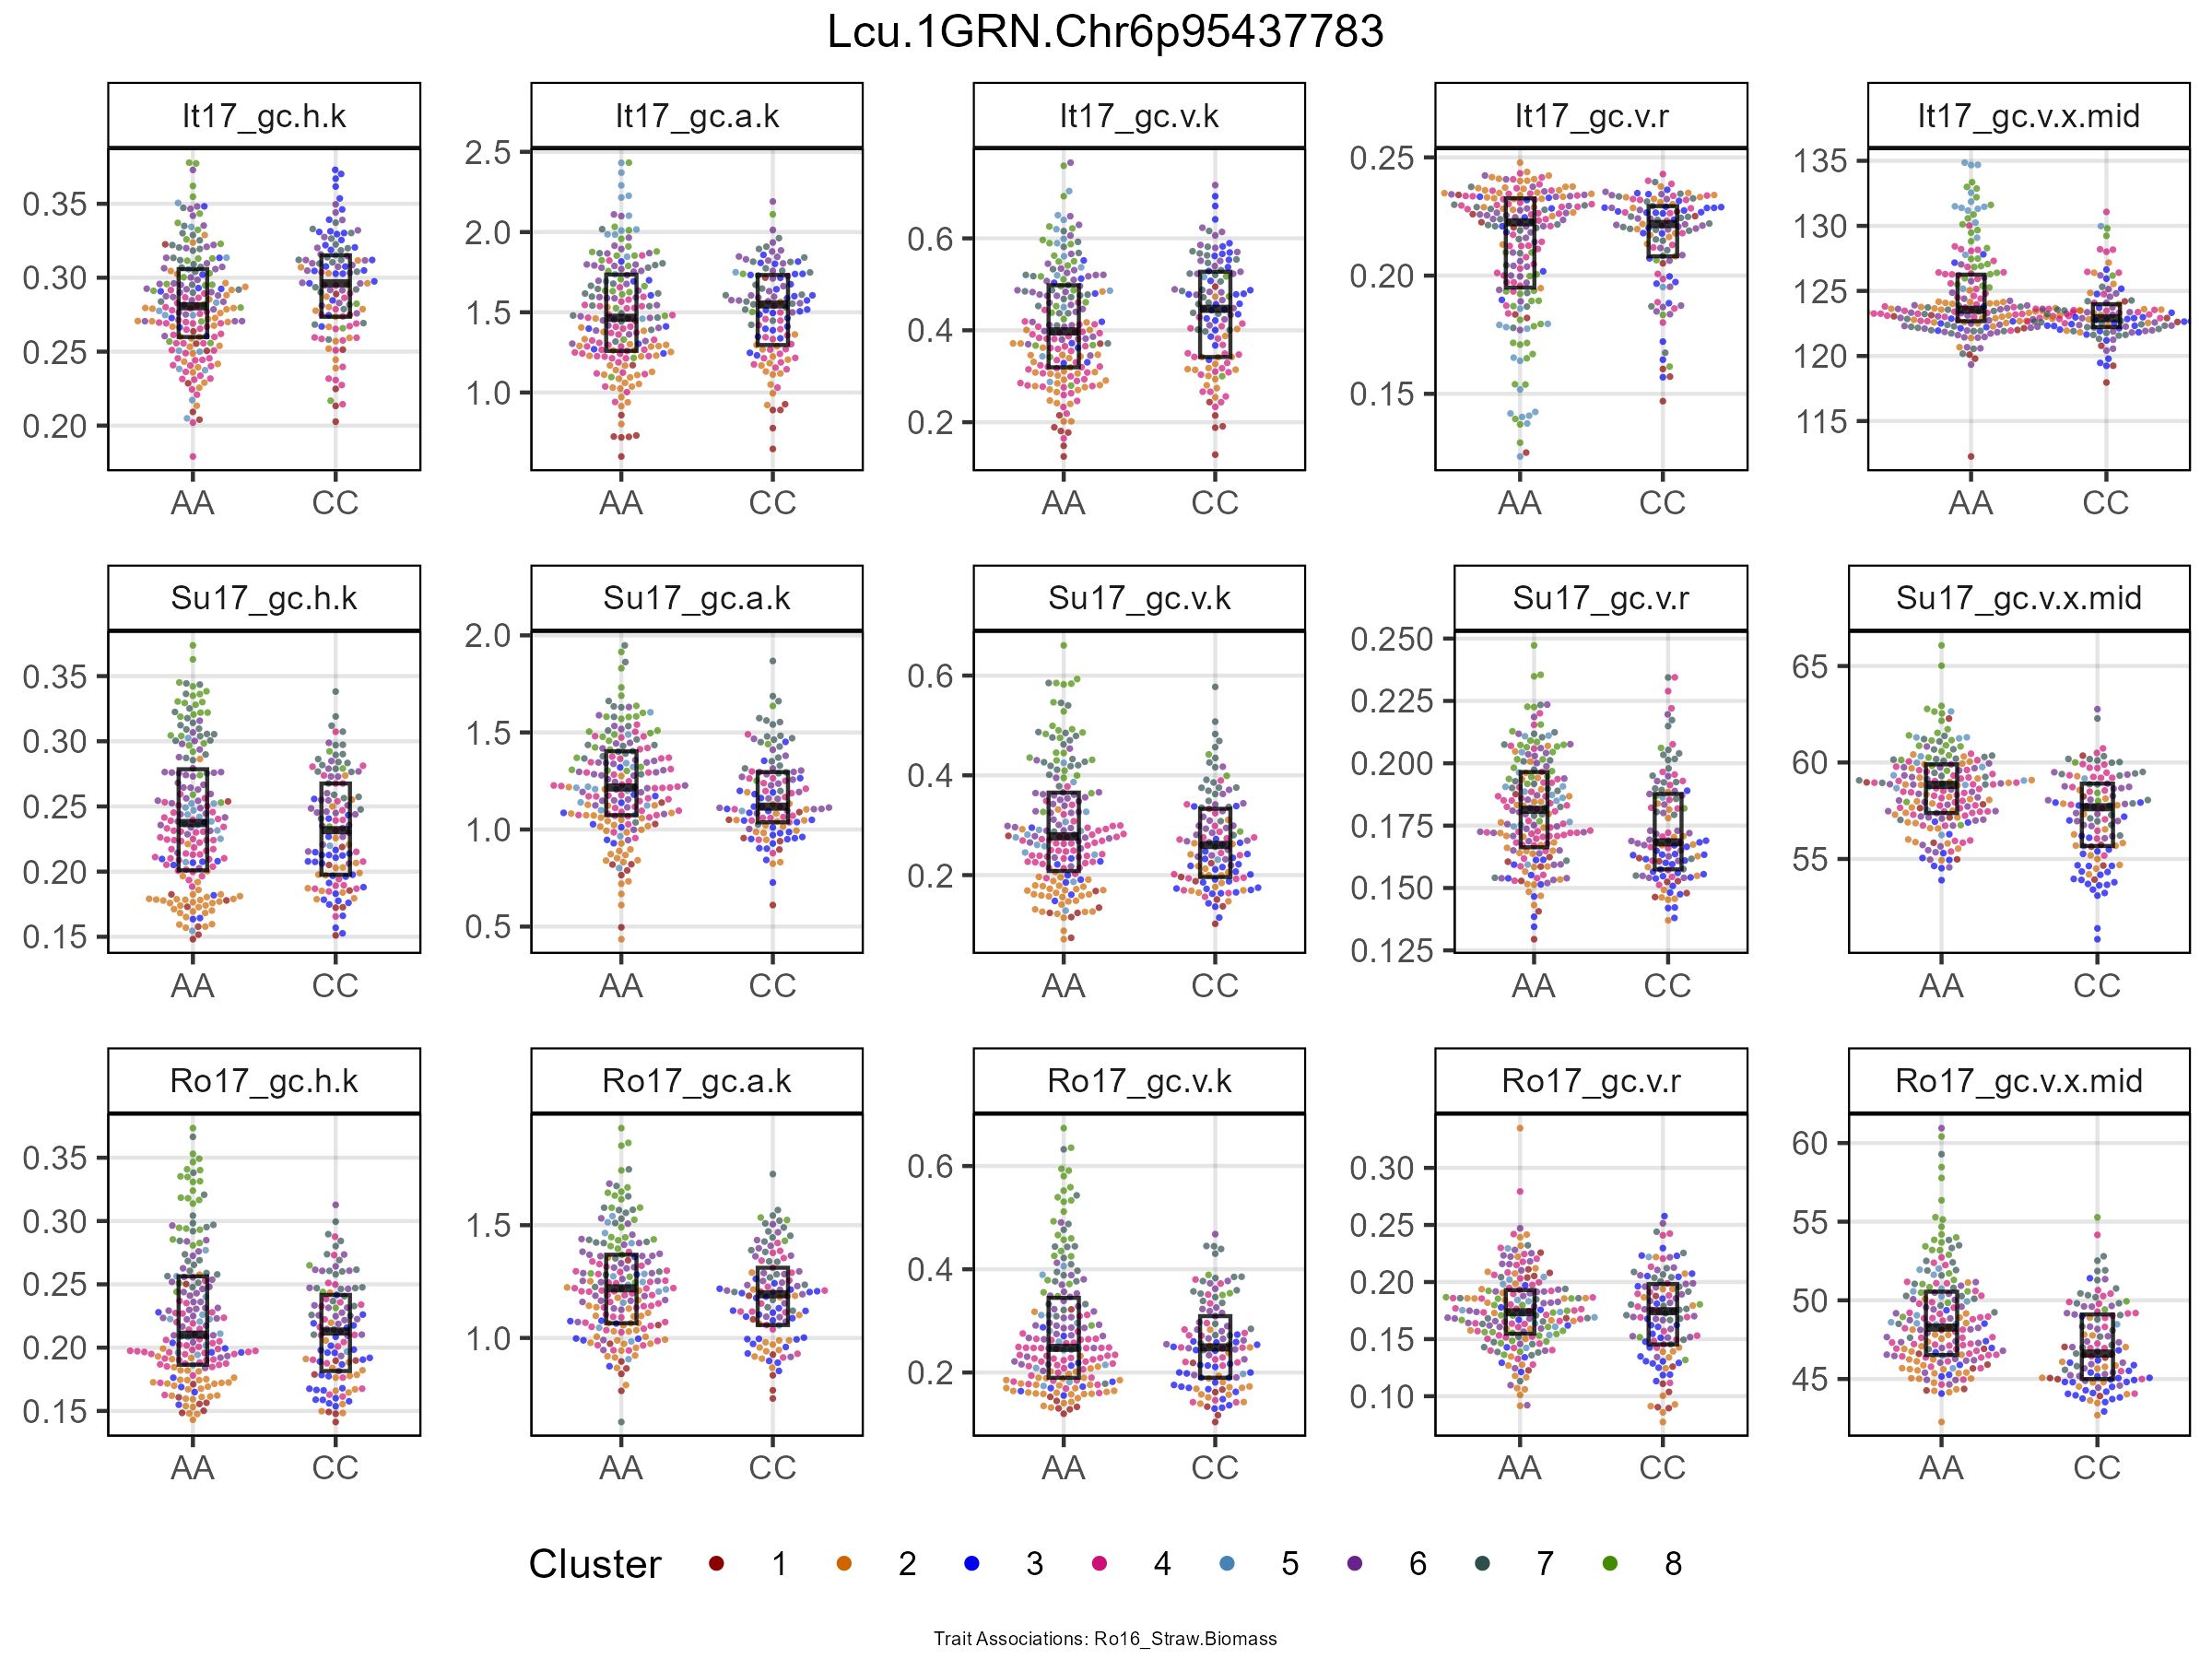 Lcu.1GRN.Chr6p95437783
It17_gc.h.k It17_gc.a.k It17_gc.v.k It17_gc.v.r It17_gc.v.x.mid
0.35 0.30 0.25 0.20
2.5 2.0 1.5 1.0
0.6 0.4 0.2
0.25 0.20 0.15
135 130 125 120 115
AA CC AA CC AA CC AA CC AA CC
Su17_gc.h.k Su17_gc.a.k Su17_gc.v.k Su17_gc.v.r Su17_gc.v.x.mid
0.35 0.30 0.25 0.20 0.15
2.0 1.5 1.0 0.5
0.6 0.4 0.2
0.250 0.225 0.200 0.175 0.150 0.125
65 60 55
AA CC AA CC AA CC AA CC AA CC
Ro17_gc.h.k Ro17_gc.a.k Ro17_gc.v.k Ro17_gc.v.r Ro17_gc.v.x.mid
0.35 0.30 0.25 0.20 0.15
1.5 1.0
0.6 0.4 0.2
0.30 0.25 0.20 0.15 0.10
60 55 50 45
AA CC AA CC AA CC AA CC AA CC
Cluster 1 2 3 4 5 6 7 8
Trait Associations: Ro16_Straw.Biomass